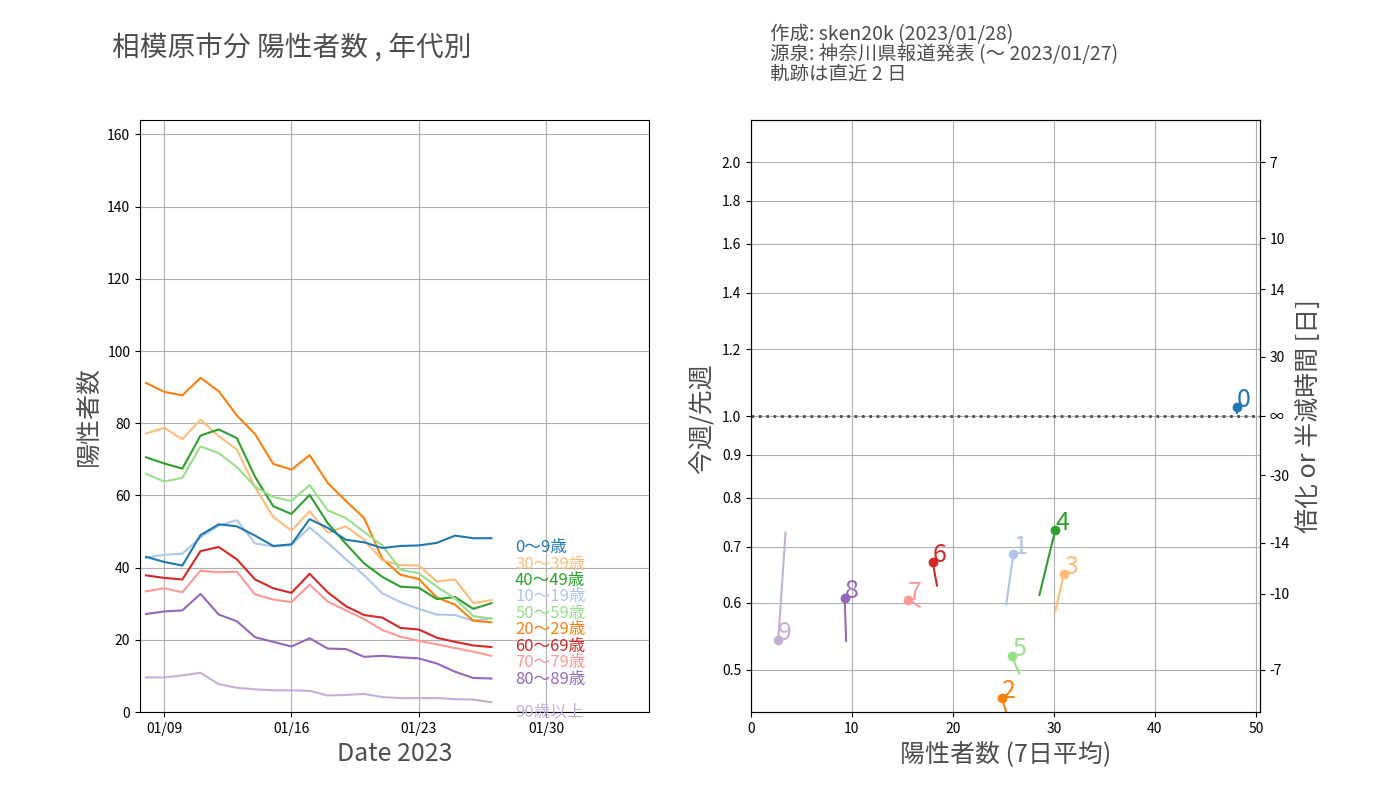 相模原市分 陽性者数 , 年代別
作成: sken20k (2023/01/28)
源泉: 神奈川県報道発表 (〜 2023/01/27)
軌跡は直近 2 日
陽性者数
160
140
120
100
80
60
40
20
0
01/09
01/16
01/23
01/30
Date 2023
0〜9歳
30〜39歳
40〜49歳
10〜19歳
50〜59歳
20〜29歳
60〜69歳
70〜79歳
80〜89歳
90歳以上
今週/先週
2.0
1.8
1.6
1.4
1.2
1.0
0.9
0.8
0.7
0.6
0.5
0
10
20
30
40
50
陽性者数 (7日平均)
7
10
14
30
∞
-30
-14
-10
-7
倍化 or 半減時間 [日]
0
4
1
6
3
7
8
9
5
2